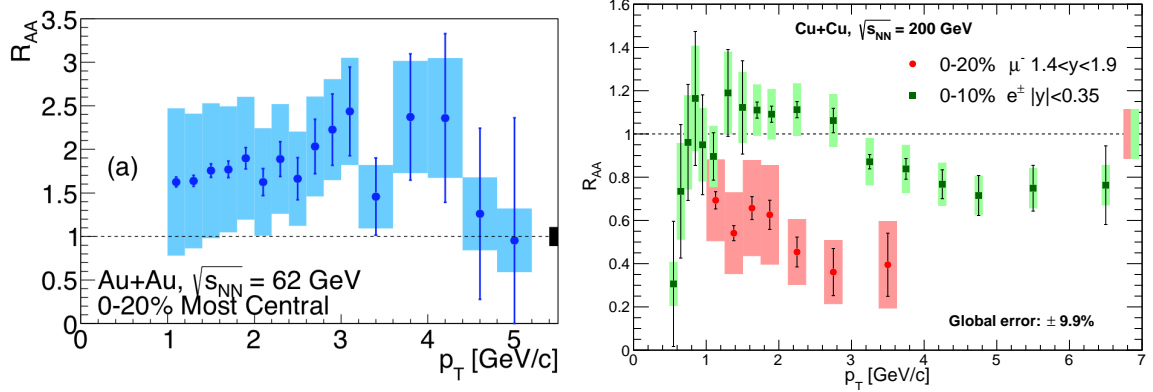 3.5
3
2.5
2
1.5
1
0.5
0
R_AA
(a)
Au+Au, √s_NN = 62 GeV
0-20% Most Central
0 1 2 3 4 5
p_T [GeV/c]
1.6
1.4
1.2
1
0.8
0.6
0.4
0.2
0
R_AA
Cu+Cu, √s_NN = 200 GeV
0-20% μ⁻ 1.4<y<1.9
0-10% e± |y|<0.35
Global error: ± 9.9%
0 1 2 3 4 5 6 7
p_T [GeV/c]